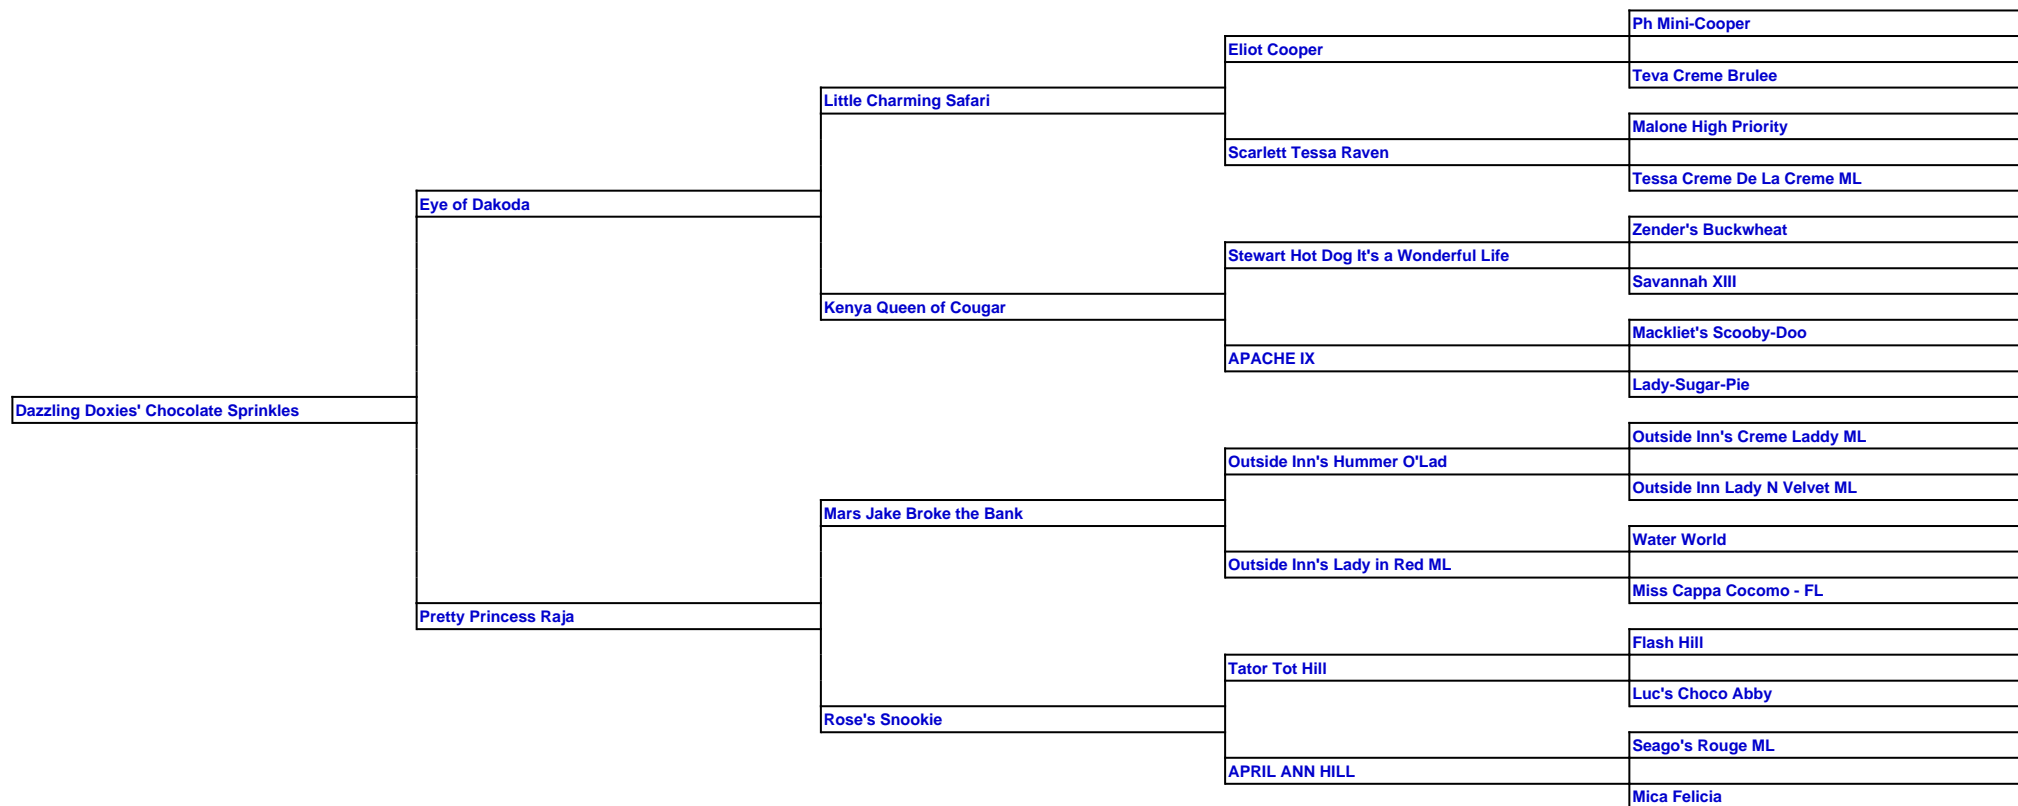 Ph Mini-Cooper
Eliot Cooper
Teva Creme Brulee
Little Charming Safari
Malone High Priority
Scarlett Tessa Raven
Tessa Creme De La Creme ML
Eye of Dakoda
Zender's Buckwheat
Stewart Hot Dog It's a Wonderful Life
Savannah XIII
Kenya Queen of Cougar
Mackliet's Scooby-Doo
APACHE IX
Lady-Sugar-Pie
Dazzling Doxies' Chocolate Sprinkles
Outside Inn's Creme Laddy ML
Outside Inn's Hummer O'Lad
Outside Inn Lady N Velvet ML
Mars Jake Broke the Bank
Water World
Outside Inn's Lady in Red ML
Miss Cappa Cocomo - FL
Pretty Princess Raja
Flash Hill
Tator Tot Hill
Luc's Choco Abby
Rose's Snookie
Seago's Rouge ML
APRIL ANN HILL
Mica Felicia